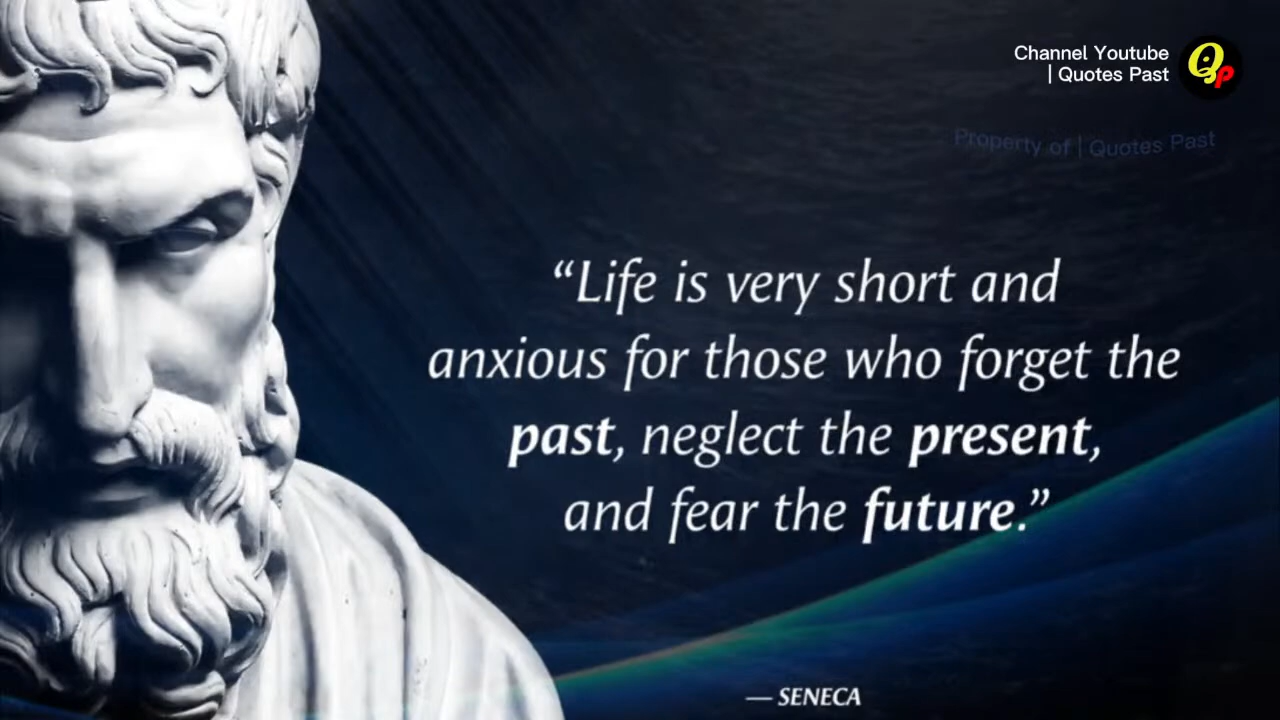 Channel Youtube
| Quotes Past
Qp
Property of | Quotes Past
“Life is very short and
anxious for those who forget the
past, neglect the present,
and fear the future.”
— SENECA